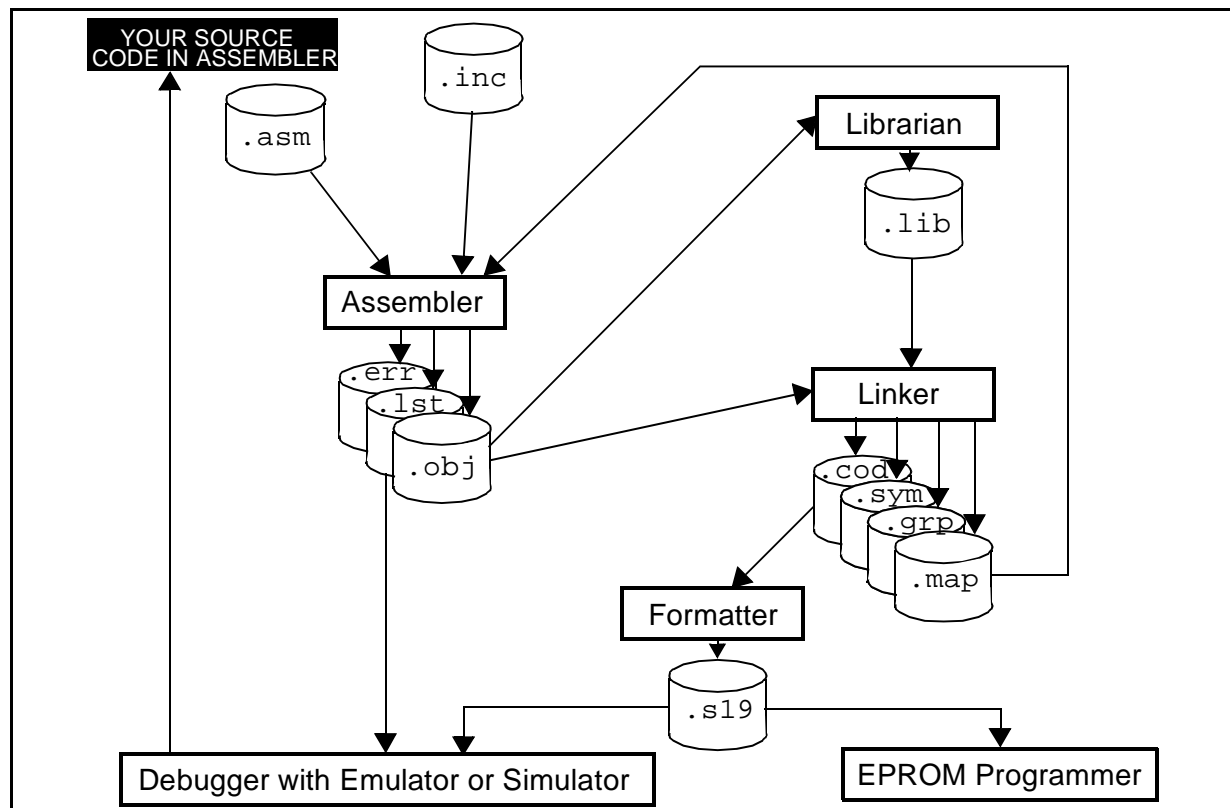 YOUR SOURCE
CODE IN ASSEMBLER
.inc
.asm
Librarian
.lib
Assembler
.err
.lst
.obj
Linker
.cod
.sym
.grp
.map
Formatter
.s19
Debugger with Emulator or Simulator
EPROM Programmer